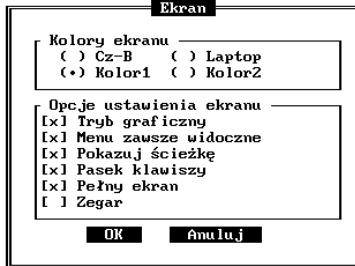 Ekran
Kolory ekranu
( ) Cz-B ( ) Laptop
(•) Kolor1 ( ) Kolor2
Opcje ustawienia ekranu
[x] Tryb graficzny
[x] Menu zawsze widoczne
[x] Pokazuj ścieżkę
[x] Pasek klawiszy
[x] Pełny ekran
[ ] Zegar
OK Anuluj